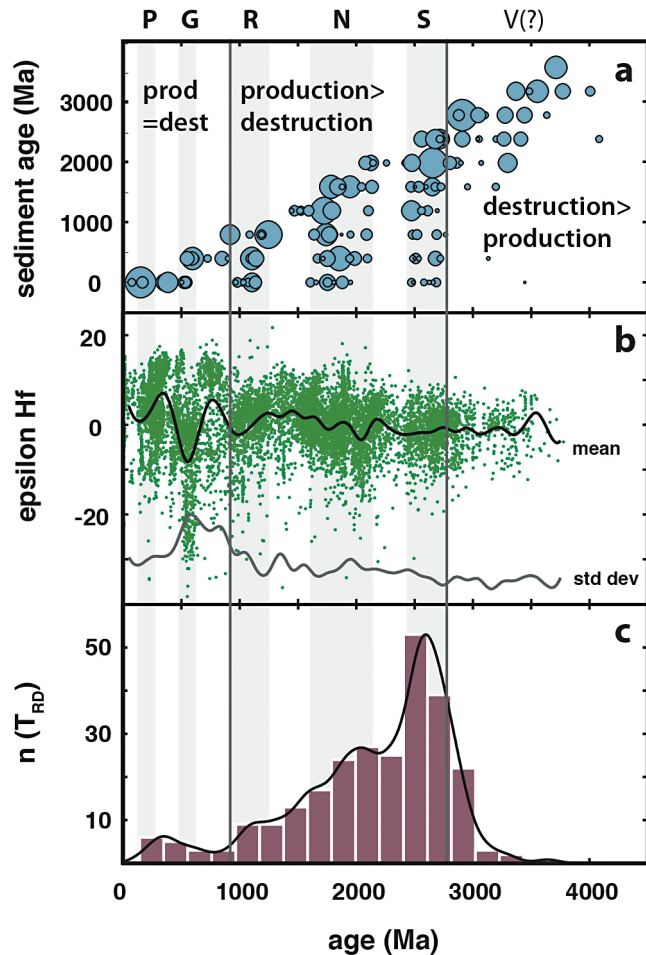 P G R N S V(?)
a
prod
=dest
production>
destruction
destruction>
production
sediment age (Ma)
3000
2000
1000
0
b
epsilon Hf
20
0
-20
mean
std dev
c
n (TRD)
50
30
10
0 1000 2000 3000 4000
age (Ma)